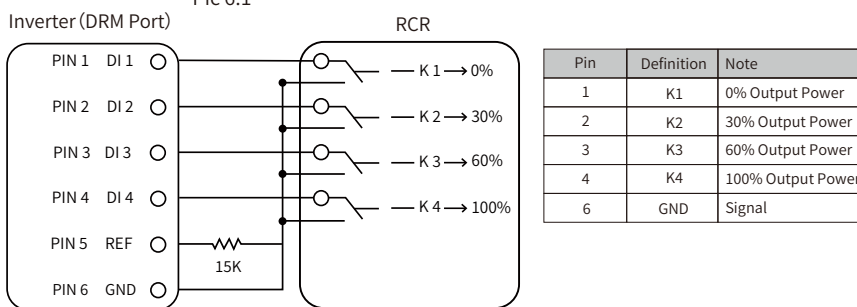 Pic 6.1
Inverter (DRM Port)
RCR
PIN 1 DI 1
K 1 → 0%
PIN 2 DI 2
K 2 → 30%
PIN 3 DI 3
K 3 → 60%
PIN 4 DI 4
K 4 → 100%
PIN 5 REF
15K
PIN 6 GND
Pin Definition Note
1 K1 0% Output Power
2 K2 30% Output Power
3 K3 60% Output Power
4 K4 100% Output Power
6 GND Signal